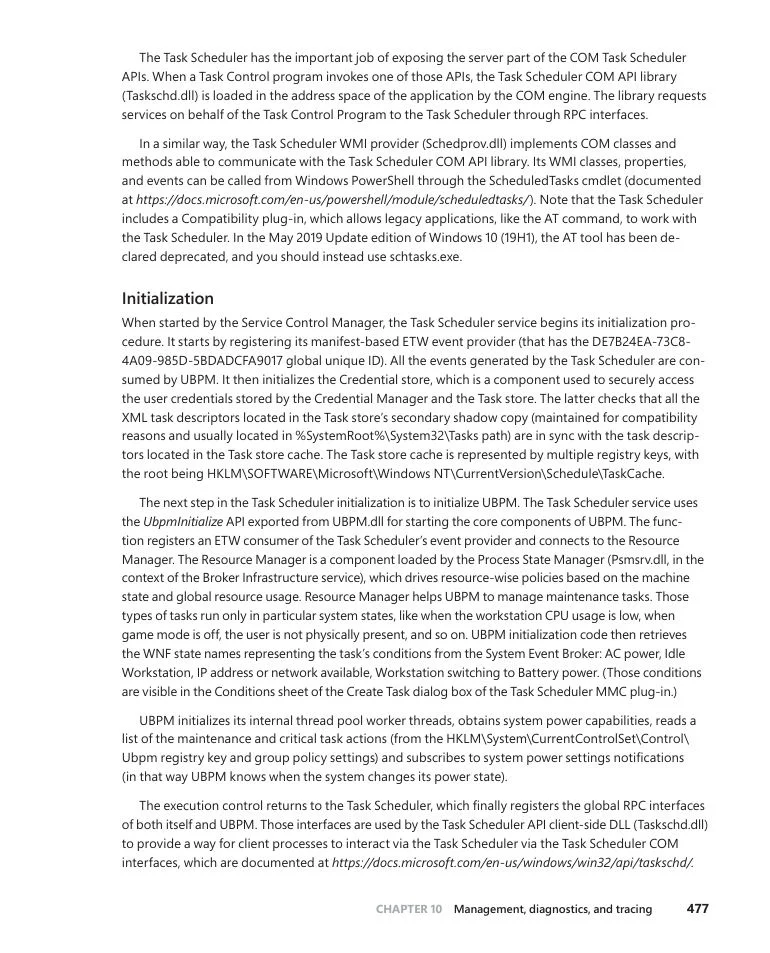 The Task Scheduler has the important job of exposing the server part of the COM Task Scheduler
APIs. When a Task Control program invokes one of those APIs, the Task Scheduler COM API library
(Taskschd.dll) is loaded in the address space of the application by the COM engine. The library requests
services on behalf of the Task Control Program to the Task Scheduler through RPC interfaces.
In a similar way, the Task Scheduler WMI provider (Schedprov.dll) implements COM classes and
methods able to communicate with the Task Scheduler COM API library. Its WMI classes, properties,
and events can be called from Windows PowerShell through the ScheduledTasks cmdlet (documented
at https://docs.microsoft.com/en-us/powershell/module/scheduledtasks/). Note that the Task Scheduler
includes a Compatibility plug-in, which allows legacy applications, like the AT command, to work with
the Task Scheduler. In the May 2019 Update edition of Windows 10 (19H1), the AT tool has been de-
clared deprecated, and you should instead use schtasks.exe.
Initialization
When started by the Service Control Manager, the Task Scheduler service begins its initialization pro-
cedure. It starts by registering its manifest-based ETW event provider (that has the DE7B24EA-73C8-
4A09-985D-5BDADCFA9017 global unique ID). All the events generated by the Task Scheduler are con-
sumed by UBPM. It then initializes the Credential store, which is a component used to securely access
the user credentials stored by the Credential Manager and the Task store. The latter checks that all the
XML task descriptors located in the Task store's secondary shadow copy (maintained for compatibility
reasons and usually located in %SystemRoot%\System32\Tasks path) are in sync with the task descrip-
tors located in the Task store cache. The Task store cache is represented by multiple registry keys, with
the root being HKLM\SOFTWARE\Microsoft\Windows NT\CurrentVersion\Schedule\TaskCache.
The next step in the Task Scheduler initialization is to initialize UBPM. The Task Scheduler service uses
the UbpmInitialize API exported from UBPM.dll for starting the core components of UBPM. The func-
tion registers an ETW consumer of the Task Scheduler's event provider and connects to the Resource
Manager. The Resource Manager is a component loaded by the Process State Manager (Psmsrv.dll, in the
context of the Broker Infrastructure service), which drives resource-wise policies based on the machine
state and global resource usage. Resource Manager helps UBPM to manage maintenance tasks. Those
types of tasks run only in particular system states, like when the workstation CPU usage is low, when
game mode is off, the user is not physically present, and so on. UBPM initialization code then retrieves
the WNF state names representing the task's conditions from the System Event Broker: AC power, Idle
Workstation, IP address or network available, Workstation switching to Battery power. (Those conditions
are visible in the Conditions sheet of the Create Task dialog box of the Task Scheduler MMC plug-in.)
UBPM initializes its internal thread pool worker threads, obtains system power capabilities, reads a
list of the maintenance and critical task actions (from the HKLM\System\CurrentControlSet\Control\
Ubpm registry key and group policy settings) and subscribes to system power settings notifications
(in that way UBPM knows when the system changes its power state).
The execution control returns to the Task Scheduler, which finally registers the global RPC interfaces
of both itself and UBPM. Those interfaces are used by the Task Scheduler API client-side DLL (Taskschd.dll)
to provide a way for client processes to interact via the Task Scheduler via the Task Scheduler COM
interfaces, which are documented at https://docs.microsoft.com/en-us/windows/win32/api/taskschd/.
CHAPTER 10 Management, diagnostics, and tracing 477